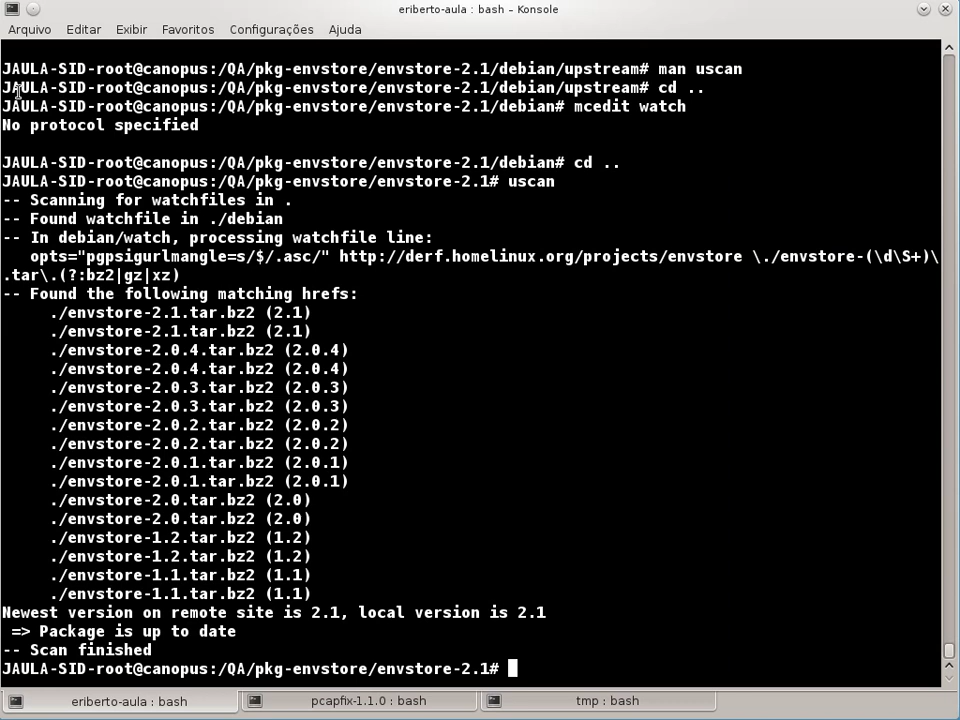 eriberto-aula : bash – Konsole
Arquivo Editar Exibir Favoritos Configurações Ajuda
JAULA-SID-root@canopus:/QA/pkg-envstore/envstore-2.1/debian/upstream# man uscan
JAULA-SID-root@canopus:/QA/pkg-envstore/envstore-2.1/debian/upstream# cd ..
JAULA-SID-root@canopus:/QA/pkg-envstore/envstore-2.1/debian# mcedit watch
No protocol specified
JAULA-SID-root@canopus:/QA/pkg-envstore/envstore-2.1/debian# cd ..
JAULA-SID-root@canopus:/QA/pkg-envstore/envstore-2.1# uscan
-- Scanning for watchfiles in .
-- Found watchfile in ./debian
-- In debian/watch, processing watchfile line:
   opts="pgpsigurlmangle=s/$/.asc/" http://derf.homelinux.org/projects/envstore \./envstore-(\d\S+)\
.tar\.(?:bz2|gz|xz)
-- Found the following matching hrefs:
     ./envstore-2.1.tar.bz2 (2.1)
     ./envstore-2.1.tar.bz2 (2.1)
     ./envstore-2.0.4.tar.bz2 (2.0.4)
     ./envstore-2.0.4.tar.bz2 (2.0.4)
     ./envstore-2.0.3.tar.bz2 (2.0.3)
     ./envstore-2.0.3.tar.bz2 (2.0.3)
     ./envstore-2.0.2.tar.bz2 (2.0.2)
     ./envstore-2.0.2.tar.bz2 (2.0.2)
     ./envstore-2.0.1.tar.bz2 (2.0.1)
     ./envstore-2.0.1.tar.bz2 (2.0.1)
     ./envstore-2.0.tar.bz2 (2.0)
     ./envstore-2.0.tar.bz2 (2.0)
     ./envstore-1.2.tar.bz2 (1.2)
     ./envstore-1.2.tar.bz2 (1.2)
     ./envstore-1.1.tar.bz2 (1.1)
     ./envstore-1.1.tar.bz2 (1.1)
Newest version on remote site is 2.1, local version is 2.1
 => Package is up to date
-- Scan finished
JAULA-SID-root@canopus:/QA/pkg-envstore/envstore-2.1#
eriberto-aula : bash pcapfix-1.1.0 : bash tmp : bash